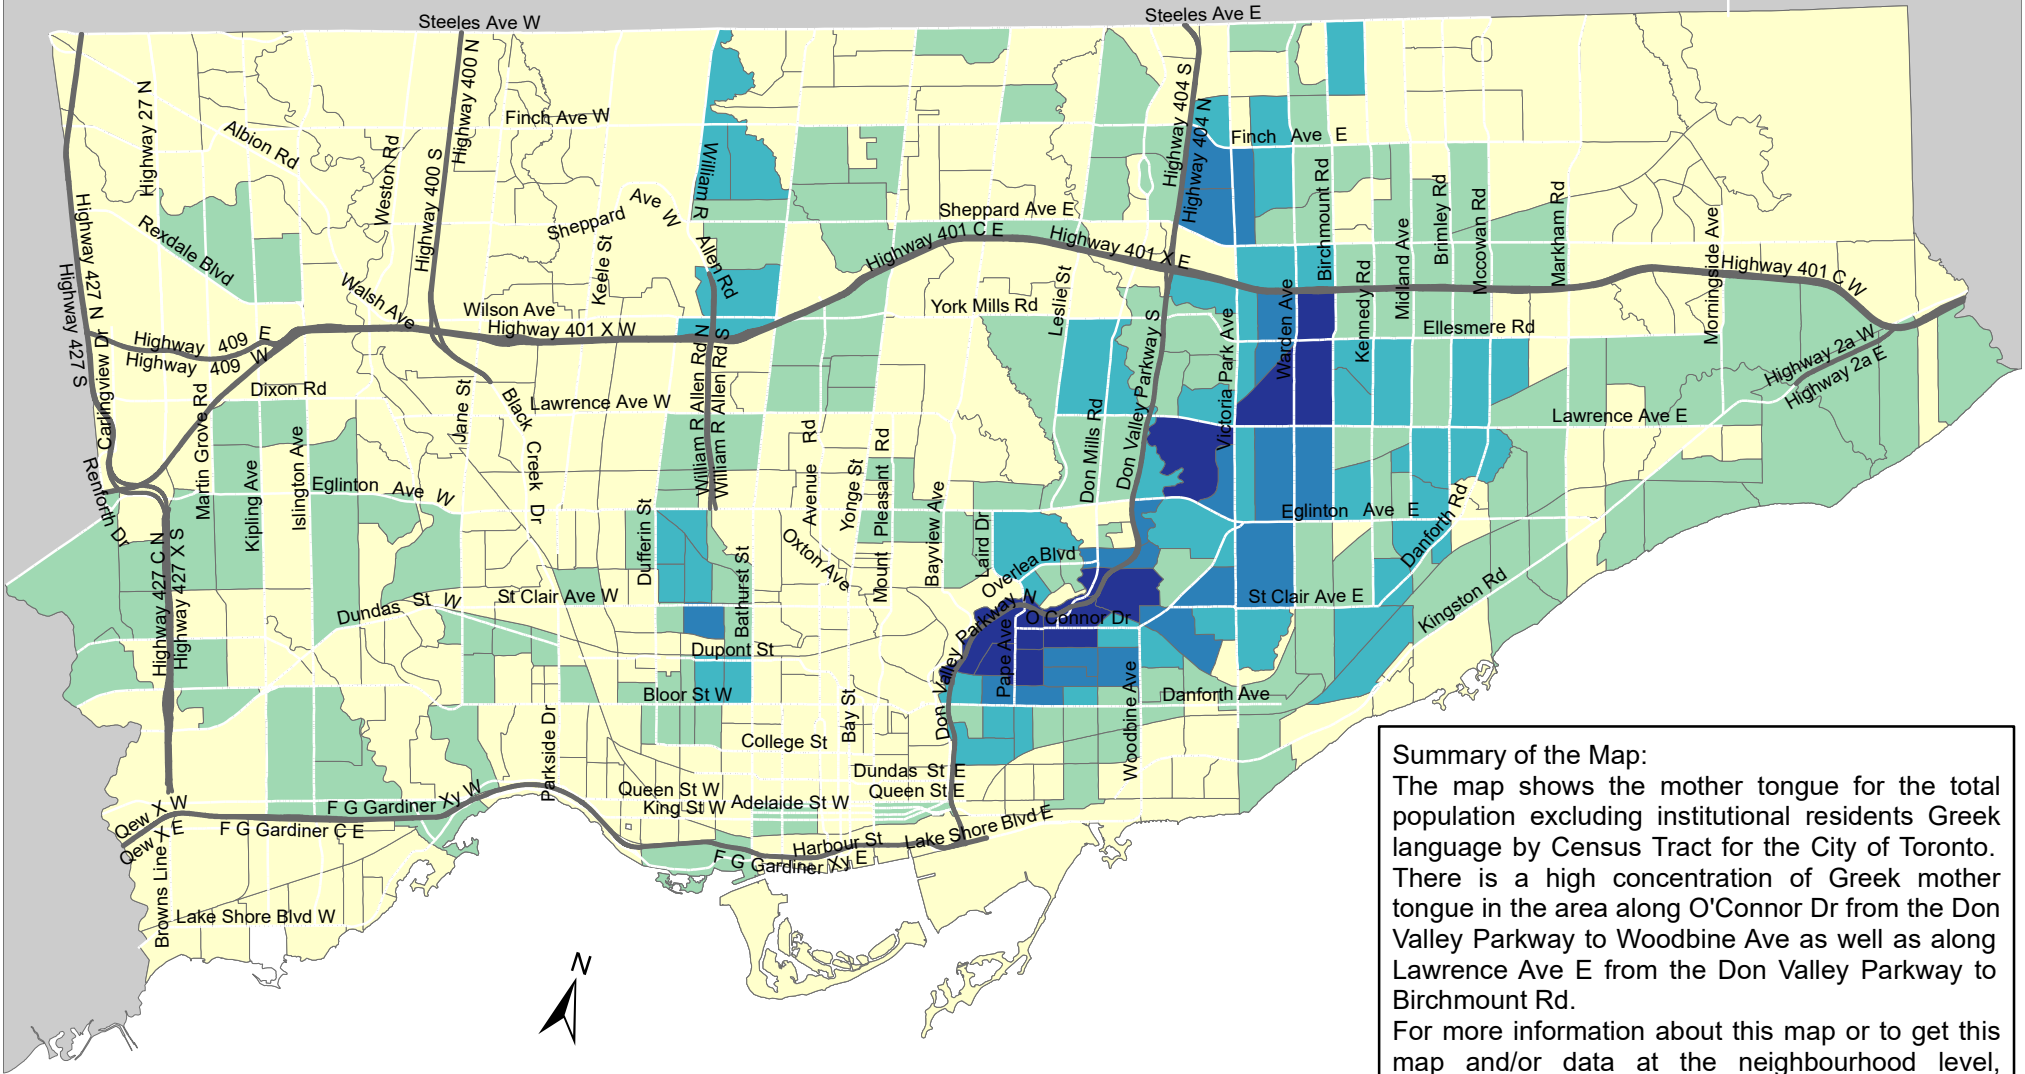 Steeles Ave W
Steeles Ave E
Highway 27 N
Albion Rd
Weston Rd
Highway 400 N
Highway 400 S
Finch Ave W
William R
Allen Rd
Highway 404 S
Highway 404 N
Finch Ave E
Birchmount Rd
Highway 427 N
Highway 427 S
Rexdale Blvd
Sheppard Ave W
Keele St
Sheppard Ave E
Highway 401 C E
Highway 401 X E
Leslie St
Kennedy Rd
Midland Ave
Brimley Rd
Mccowan Rd
Markham Rd
Morningside Ave
Highway 401 C W
Walsh Ave
Wilson Ave
Highway 401 X W
York Mills Rd
Ellesmere Rd
Highway 409 E
Highway 409 W
Carlingview Dr
Dixon Rd
Martin Grove Rd
Jane St
Black Creek Dr
Lawrence Ave W
William R Allen Rd N
William R Allen Rd S
Don Valley Parkway S
Victoria Park Ave
Warden Ave
Highway 2a W
Highway 2a E
Lawrence Ave E
Renforth Dr
Kipling Ave
Islington Ave
Eglinton Ave W
Dufferin St
Avenue Rd
Yonge St
Mount Pleasant Rd
Bayview Ave
Laird Dr
Don Mills Rd
Eglinton Ave E
Danforth Rd
Oxton Ave
Overlea Blvd
Highway 427 C N
Highway 427 X S
Dundas St W
St Clair Ave W
Bathurst St
Don Valley Parkway N
O Connor Dr
St Clair Ave E
Kingston Rd
Dupont St
Pape Ave
Bloor St W
Bay St
Woodbine Ave
Danforth Ave
Parkside Dr
College St
Dundas St E
Queen St E
Queen St W
King St W
Adelaide St W
Qew X W
Qew X E
F G Gardiner Xy W
F G Gardiner C E
Harbour St
Lake Shore Blvd E
F G Gardiner Xy E
Browns Line
Lake Shore Blvd W
N
Summary of the Map:
The map shows the mother tongue for the total
population excluding institutional residents Greek
language by Census Tract for the City of Toronto.
There is a high concentration of Greek mother
tongue in the area along O'Connor Dr from the Don
Valley Parkway to Woodbine Ave as well as along
Lawrence Ave E from the Don Valley Parkway to
Birchmount Rd.
For more information about this map or to get this
map and/or data at the neighbourhood level,